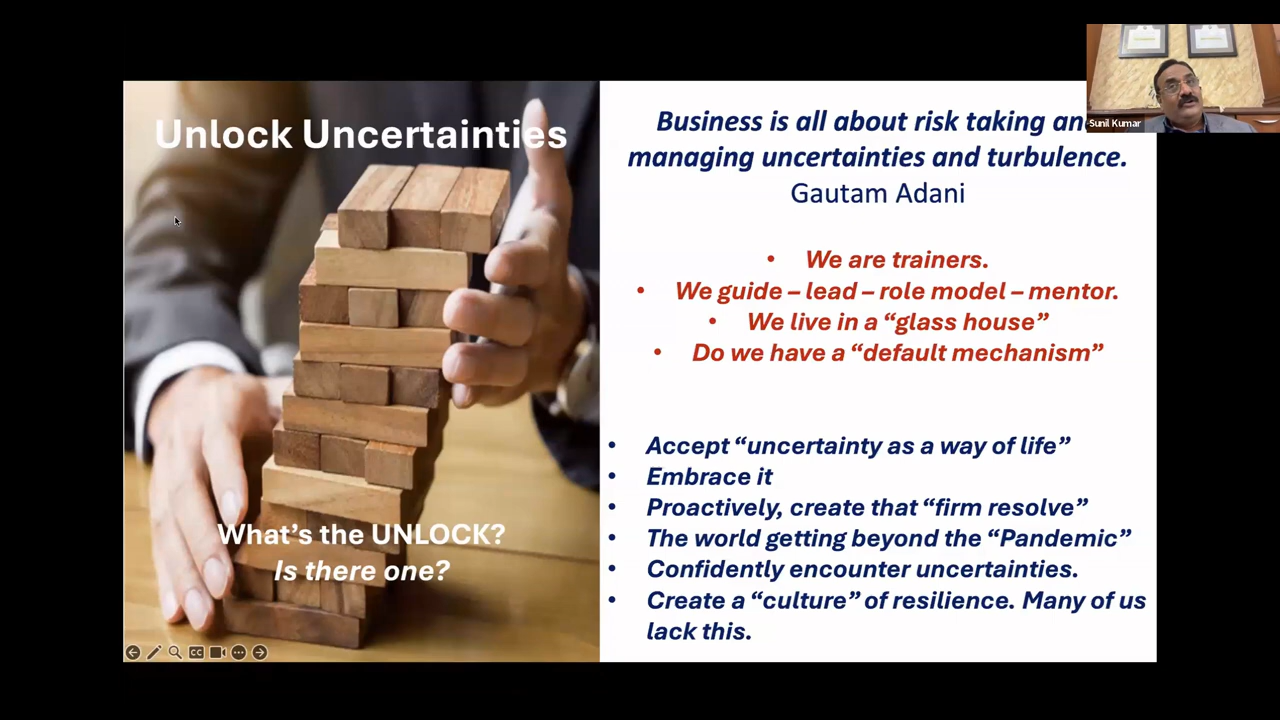 Unlock Uncertainties
What's the UNLOCK?
Is there one?
Business is all about risk taking an
managing uncertainties and turbulence.
Gautam Adani
• We are trainers.
• We guide – lead – role model – mentor.
• We live in a “glass house”
• Do we have a “default mechanism”
• Accept “uncertainty as a way of life”
• Embrace it
• Proactively, create that “firm resolve”
• The world getting beyond the “Pandemic”
• Confidently encounter uncertainties.
• Create a “culture” of resilience. Many of us
lack this.
Sunil Kumar
CC